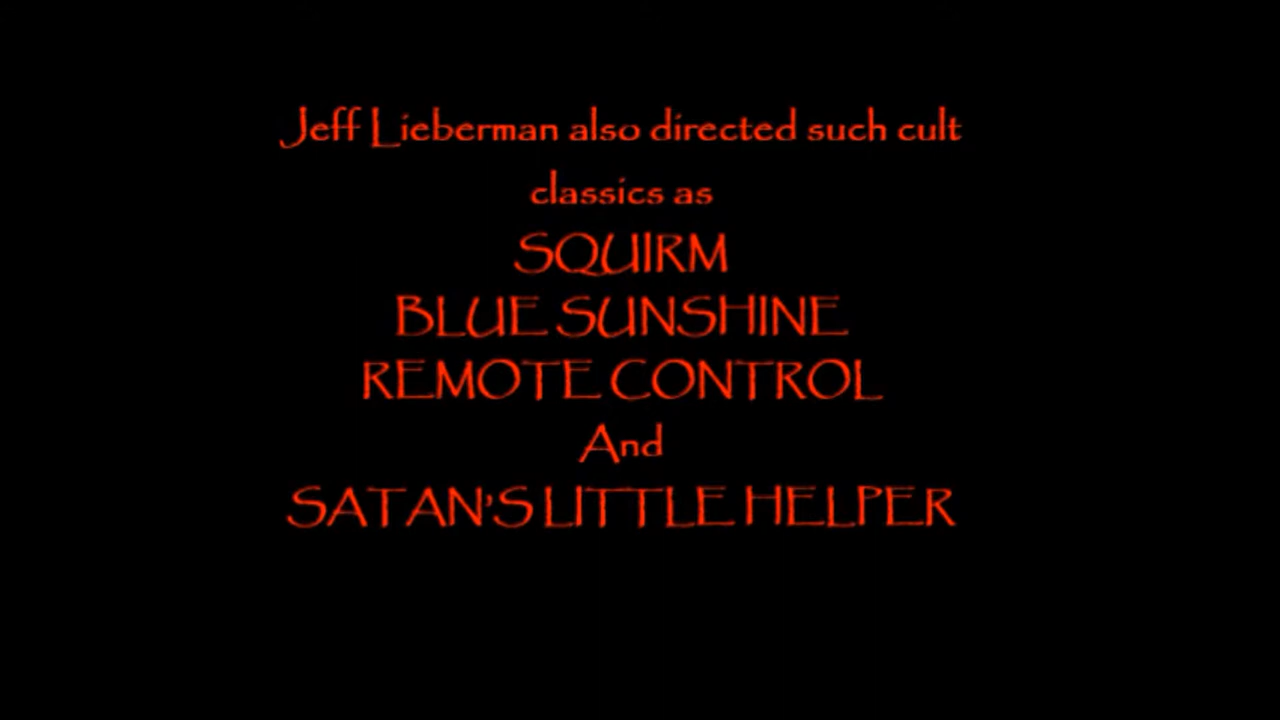 Jeff Lieberman also directed such cult
classics as
SQUIRM
BLUE SUNSHINE
REMOTE CONTROL
And
SATAN'S LITTLE HELPER